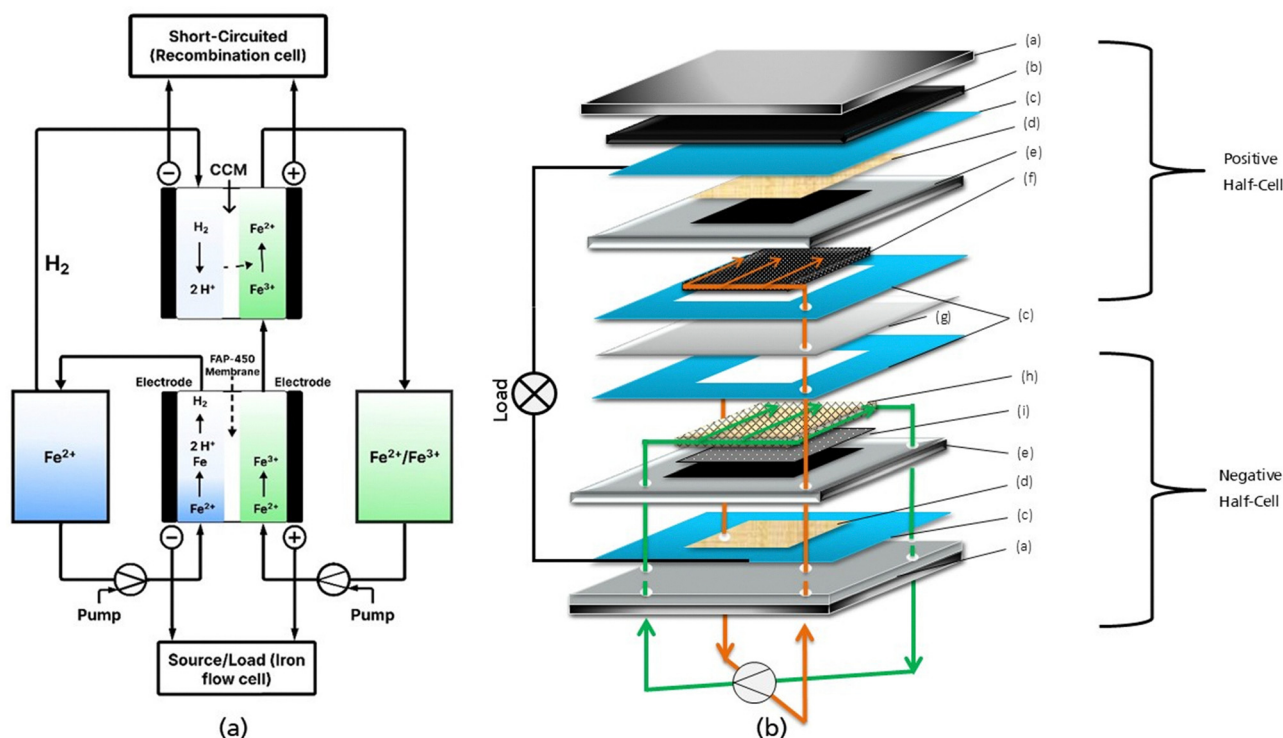 Short-Circuited
(Recombination cell)
−
+
CCM
H2
H2
2 H⁺
Fe²⁺
Fe³⁺
FAP-450
Membrane
Electrode
Electrode
H2
2 H⁺
Fe
Fe²⁺
Fe³⁺
Fe²⁺
Fe²⁺
Fe²⁺/Fe³⁺
−
+
Pump
Pump
Source/Load (Iron
flow cell)
(a)
(a)
(b)
(c)
(d)
(e)
(f)
(c)
(g)
(h)
(i)
(e)
(d)
(c)
(a)
Load
Positive
Half-Cell
Negative
Half-Cell
(b)